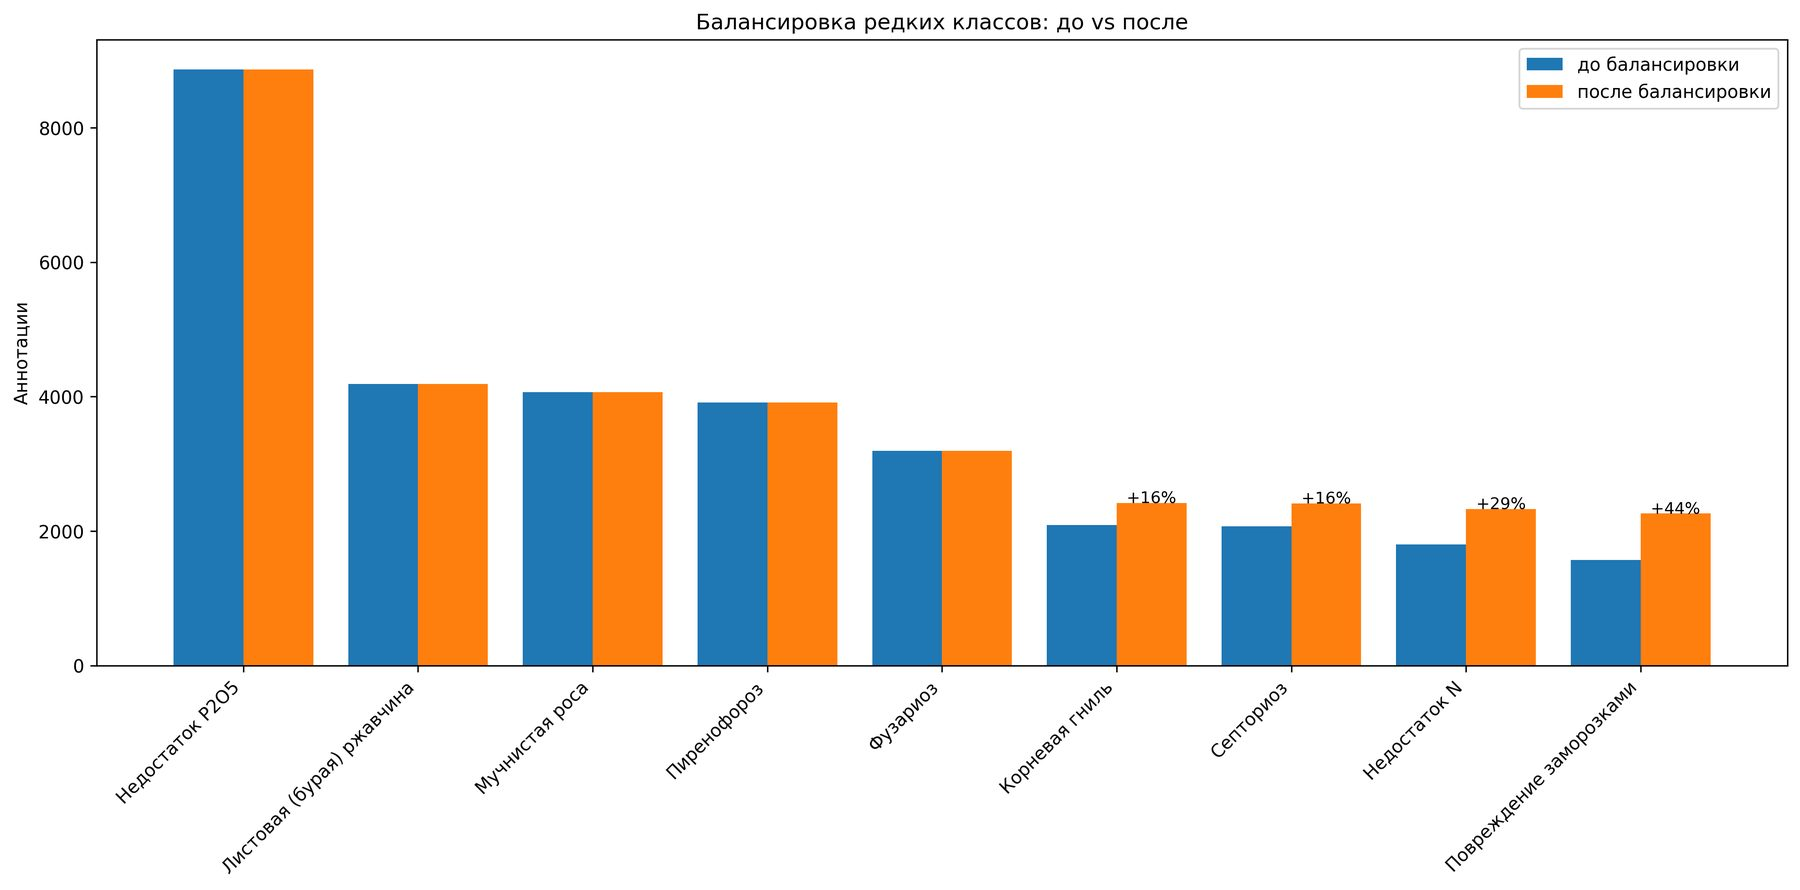 Балансировка редких классов: до vs после
до балансировки
после балансировки
Аннотации
8000
6000
4000
2000
0
+16%
+16%
+29%
+44%
Недостаток P2O5
Листовая (бурая) ржавчина
Мучнистая роса
Пиренофороз
Фузариоз
Корневая гниль
Септориоз
Недостаток N
Повреждение заморозками